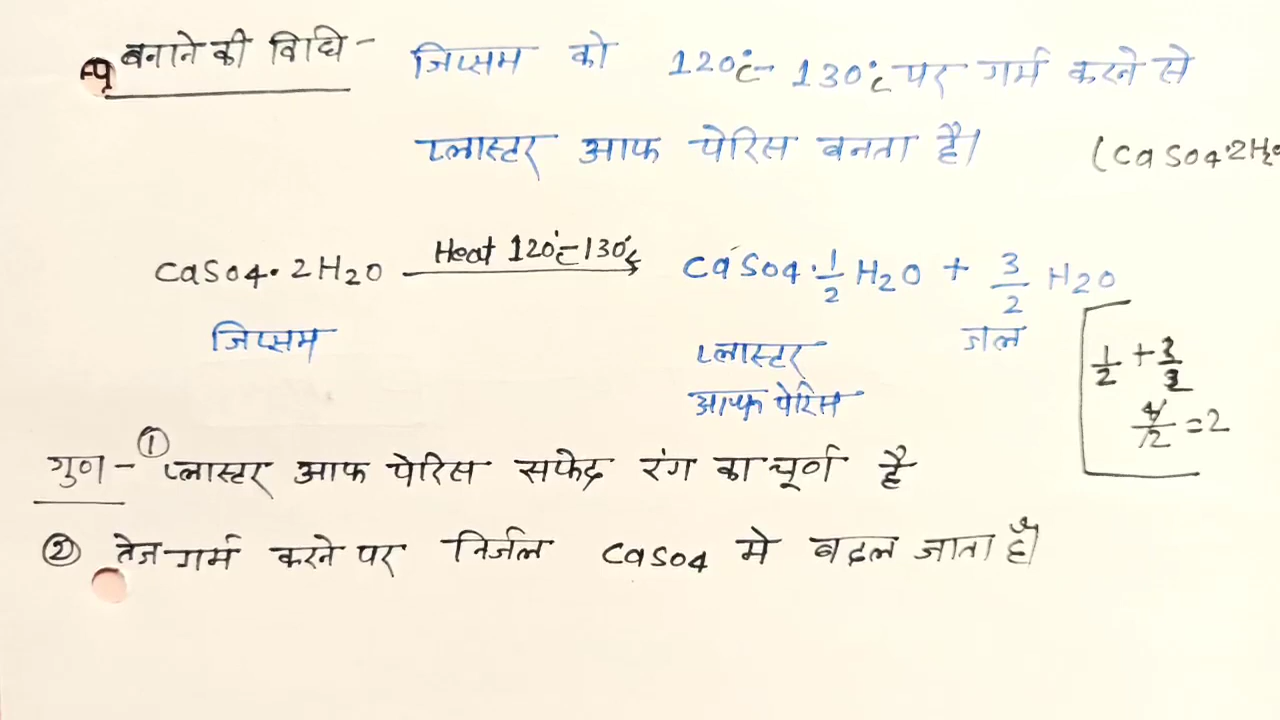 बनाने की विधि - जिप्सम को 120°C- 130°C पर गर्म करने से
प्लास्टर आफ पेरिस बनता है। (CaSO4·2H2O
CaSO4·2H2O Heat 120°C-130°C CaSO4·1/2 H2O + 3/2 H2O
जिप्सम प्लास्टर जल
आफ पेरिस
1/2 + 3/2
4/2 = 2
गुण - ① प्लास्टर आफ पेरिस सफेद रंग का चूर्ण है
② तेज गर्म करने पर निर्जल CaSO4 मे बदल जाता है।